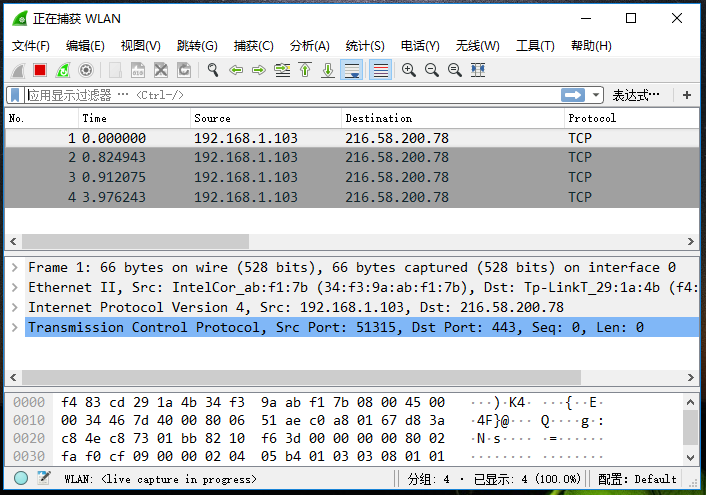 正在捕获 WLAN
文件(F) 编辑(E) 视图(V) 跳转(G) 捕获(C) 分析(A) 统计(S) 电话(Y) 无线(W) 工具(T) 帮助(H)
应用显示过滤器 … <Ctrl-/> 表达式… +
No. Time Source Destination Protocol
1 0.000000 192.168.1.103 216.58.200.78 TCP
2 0.824943 192.168.1.103 216.58.200.78 TCP
3 0.912075 192.168.1.103 216.58.200.78 TCP
4 3.976243 192.168.1.103 216.58.200.78 TCP
Frame 1: 66 bytes on wire (528 bits), 66 bytes captured (528 bits) on interface 0
Ethernet II, Src: IntelCor_ab:f1:7b (34:f3:9a:ab:f1:7b), Dst: Tp-LinkT_29:1a:4b (f4:
Internet Protocol Version 4, Src: 192.168.1.103, Dst: 216.58.200.78
Transmission Control Protocol, Src Port: 51315, Dst Port: 443, Seq: 0, Len: 0
0000 f4 83 cd 29 1a 4b 34 f3 9a ab f1 7b 08 00 45 00 ···)·K4· ···{··E·
0010 00 34 46 7d 40 00 80 06 51 ae c0 a8 01 67 d8 3a ·4F}@··· Q····g·:
0020 c8 4e c8 73 01 bb 82 10 f6 3d 00 00 00 00 80 02 ·N·s···· ·=······
0030 fa f0 cf 09 00 00 02 04 05 b4 01 03 03 08 01 01 ········ ········
WLAN: <live capture in progress> 分组: 4 · 已显示: 4 (100.0%) 配置: Default